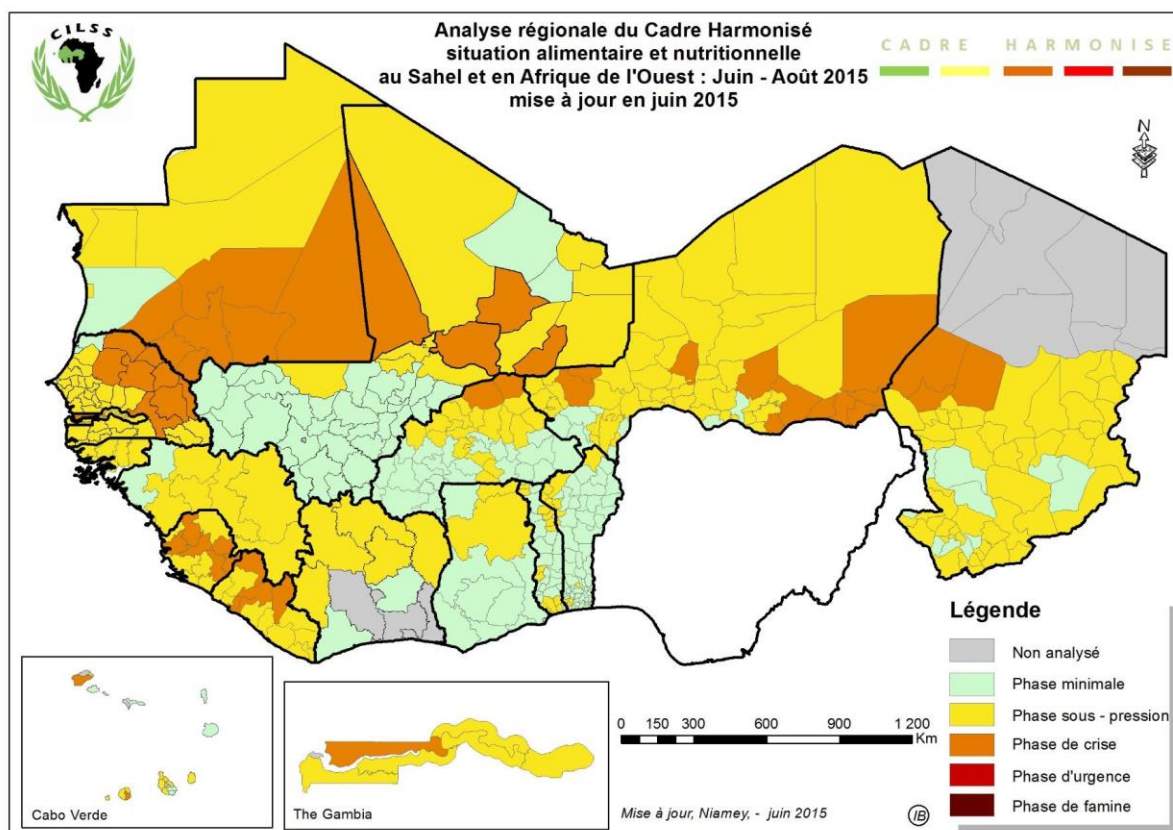 CILSS
Analyse régionale du Cadre Harmonisé
situation alimentaire et nutritionnelle
au Sahel et en Afrique de l'Ouest : Juin - Août 2015
mise à jour en juin 2015
CADRE HARMONISE
N
Légende
Non analysé
Phase minimale
Phase sous - pression
Phase de crise
Phase d'urgence
Phase de famine
0 150 300 600 900 1 200
Km
Cabo Verde
The Gambia
Mise à jour, Niamey, - juin 2015
IB